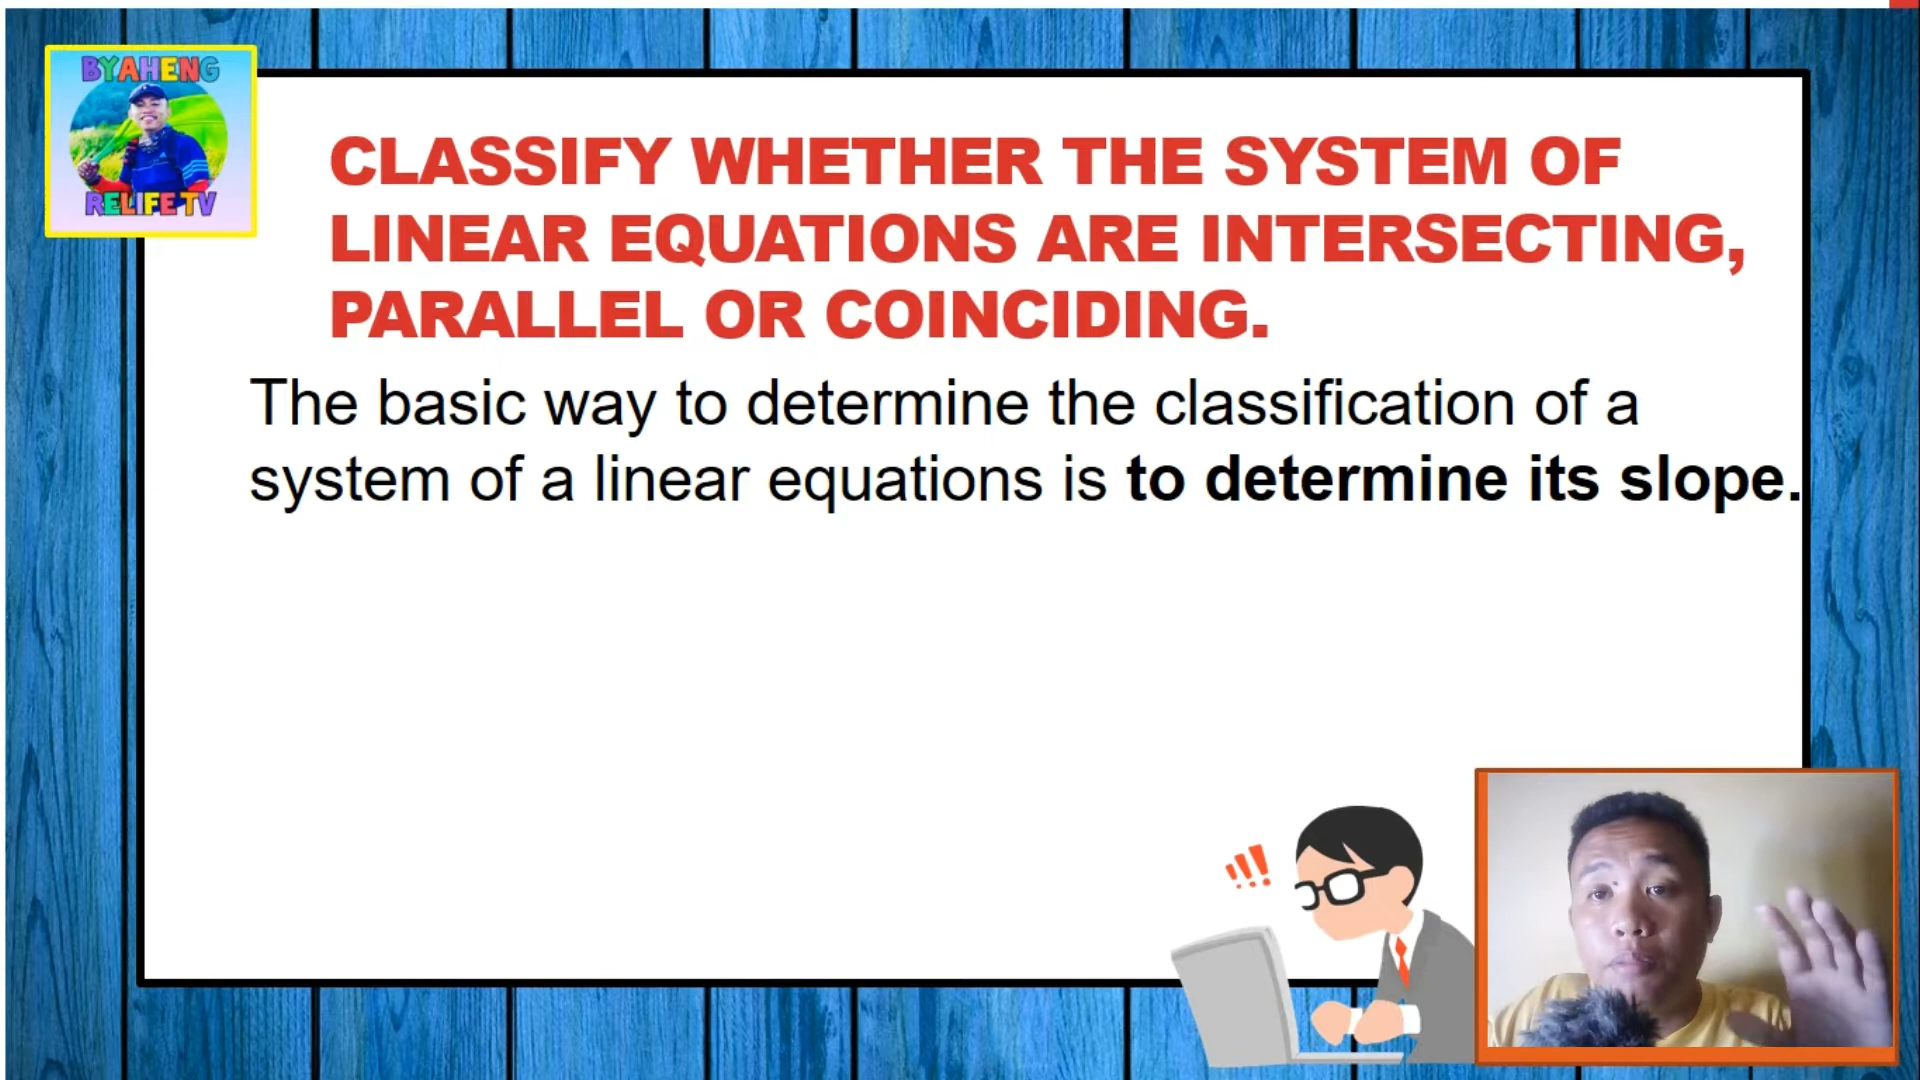 BYAHENG
RELIFE TV
CLASSIFY WHETHER THE SYSTEM OF
LINEAR EQUATIONS ARE INTERSECTING,
PARALLEL OR COINCIDING.
The basic way to determine the classification of a
system of a linear equations is to determine its slope.
!!!